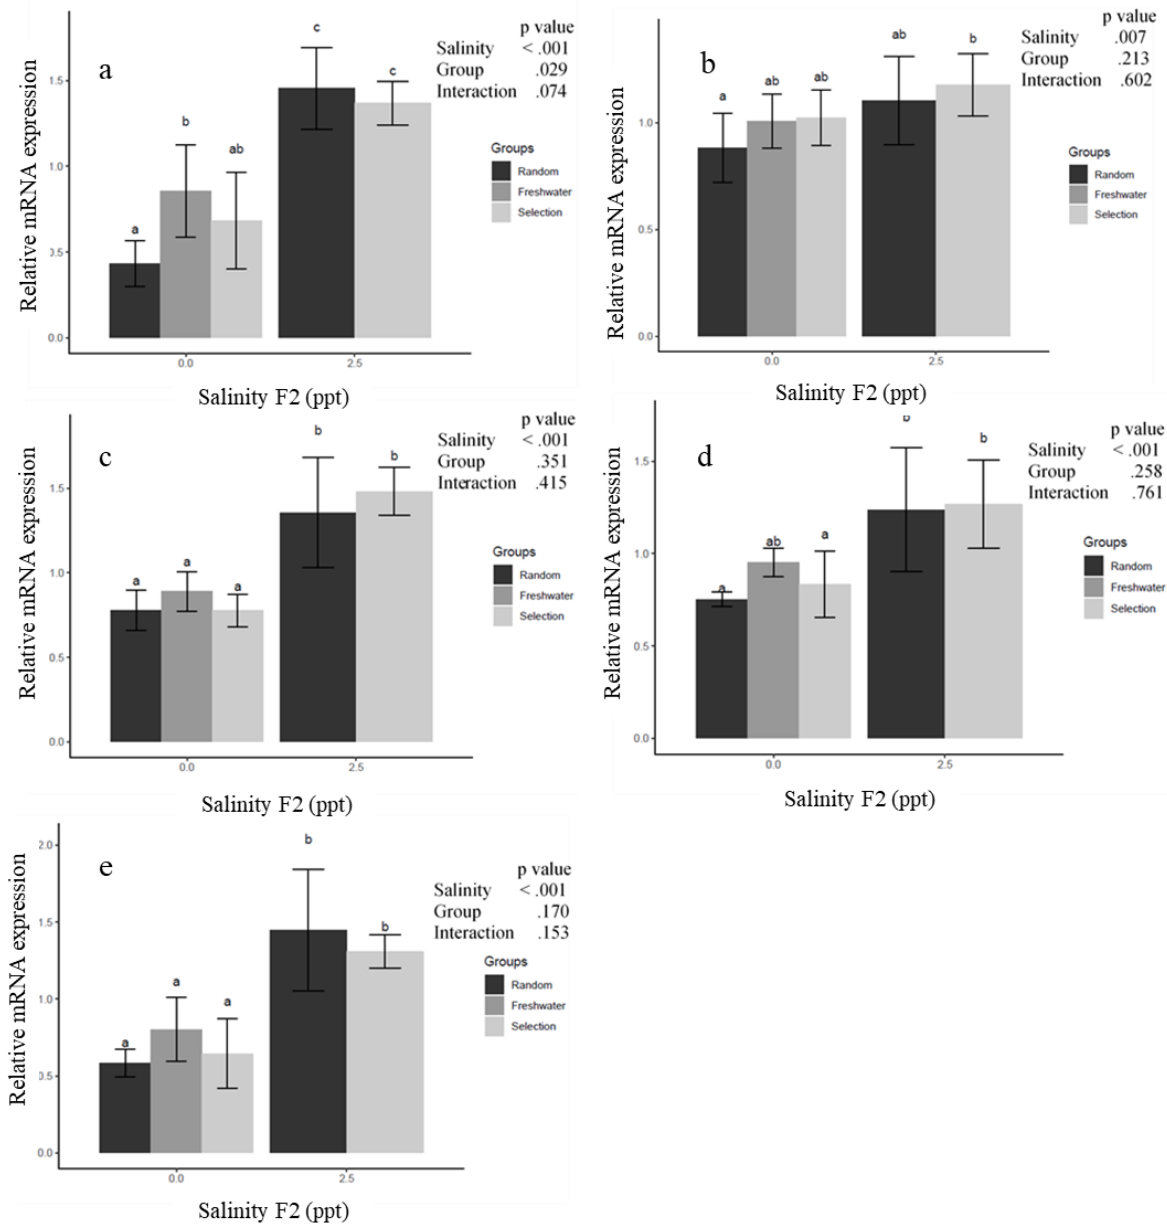 a
p value
Salinity < .001
Group .029
Interaction .074
Groups
Random
Freshwater
Selection
Relative mRNA expression
1.5
1.0
0.5
0.0
a
b
ab
c
c
0.0
2.5
Salinity F2 (ppt)
b
p value
Salinity .007
Group .213
Interaction .602
Groups
Random
Freshwater
Selection
Relative mRNA expression
1.0
0.5
0.0
a
ab
ab
ab
b
0.0
2.5
Salinity F2 (ppt)
c
p value
Salinity < .001
Group .351
Interaction .415
Groups
Random
Freshwater
Selection
Relative mRNA expression
1.5
1.0
0.5
0.0
a
a
a
b
b
0.0
2.5
Salinity F2 (ppt)
d
p value
Salinity < .001
Group .258
Interaction .761
Groups
Random
Freshwater
Selection
Relative mRNA expression
1.5
1.0
0.5
0.0
a
ab
a
b
b
0.0
2.5
Salinity F2 (ppt)
e
p value
Salinity < .001
Group .170
Interaction .153
Groups
Random
Freshwater
Selection
Relative mRNA expression
2.0
1.5
1.0
0.5
0.0
a
a
a
b
b
0.0
2.5
Salinity F2 (ppt)